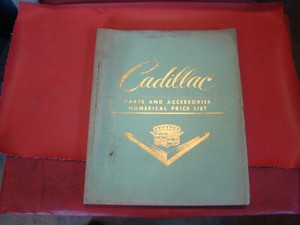 Cadillac
PARTS AND ACCESSORIES
NUMERICAL PRICE LIST